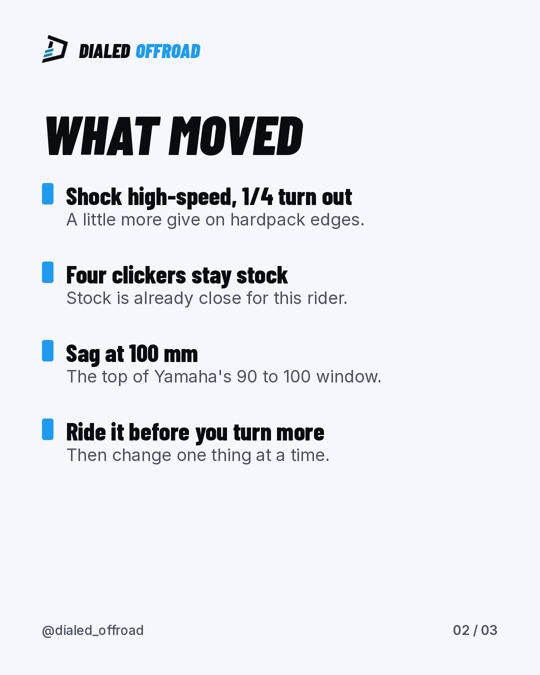 DIALED OFFROAD
WHAT MOVED
Shock high-speed, 1/4 turn out
A little more give on hardpack edges.
Four clickers stay stock
Stock is already close for this rider.
Sag at 100 mm
The top of Yamaha's 90 to 100 window.
Ride it before you turn more
Then change one thing at a time.
@dialed_offroad
02 / 03